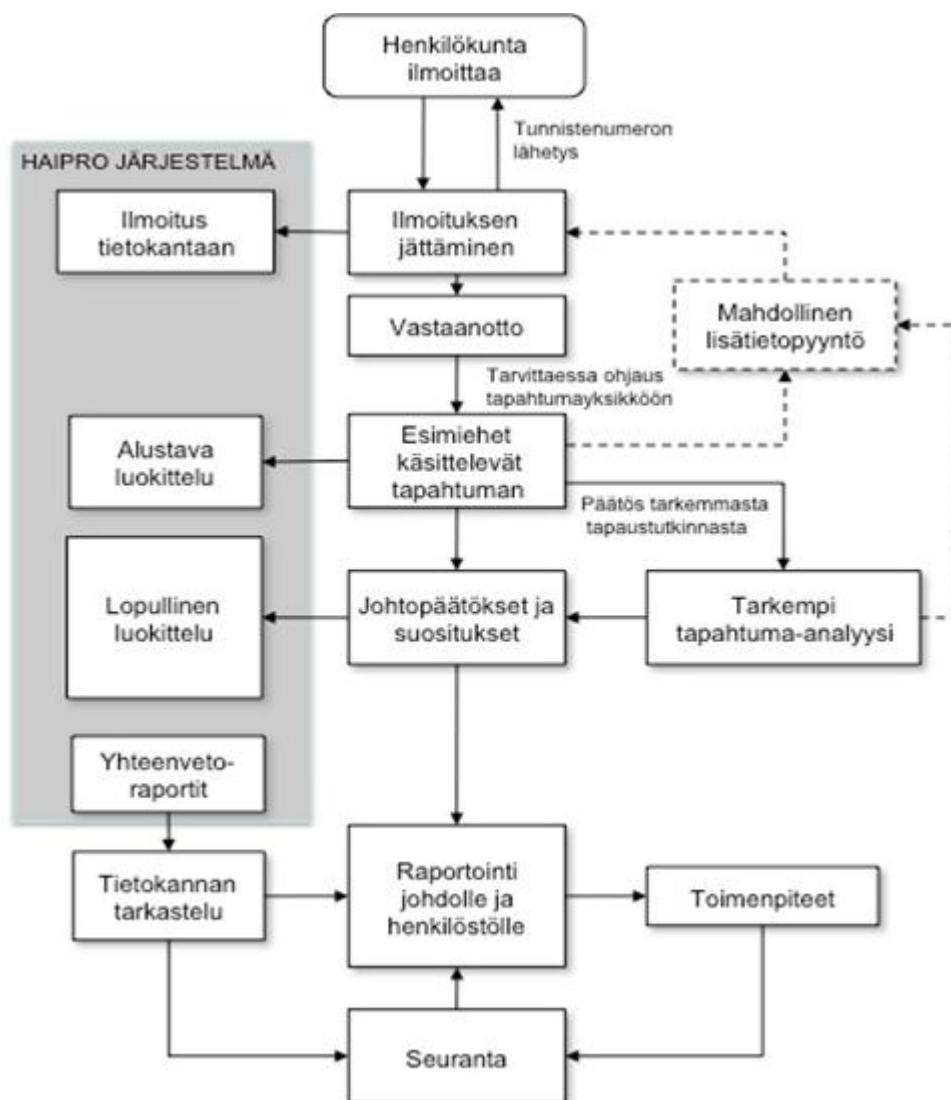 Henkilökunta
ilmoittaa
Tunnistenumeron
lähetys
HAIPRO JÄRJESTELMÄ
Ilmoitus
tietokantaan
Ilmoituksen
jättäminen
Mahdollinen
lisätietopyyntö
Vastaanotto
Tarvittaessa ohjaus
tapahtumayksikköön
Alustava
luokittelu
Esimiehet
käsittelevät
tapahtuman
Päätös tarkemmasta
tapaustutkinnasta
Lopullinen
luokittelu
Johtopäätökset ja
suositukset
Tarkempi
tapahtuma-analyysi
Yhteenveto-
raportit
Tietokannan
tarkastelu
Raportointi
johdolle ja
henkilöstölle
Toimenpiteet
Seuranta